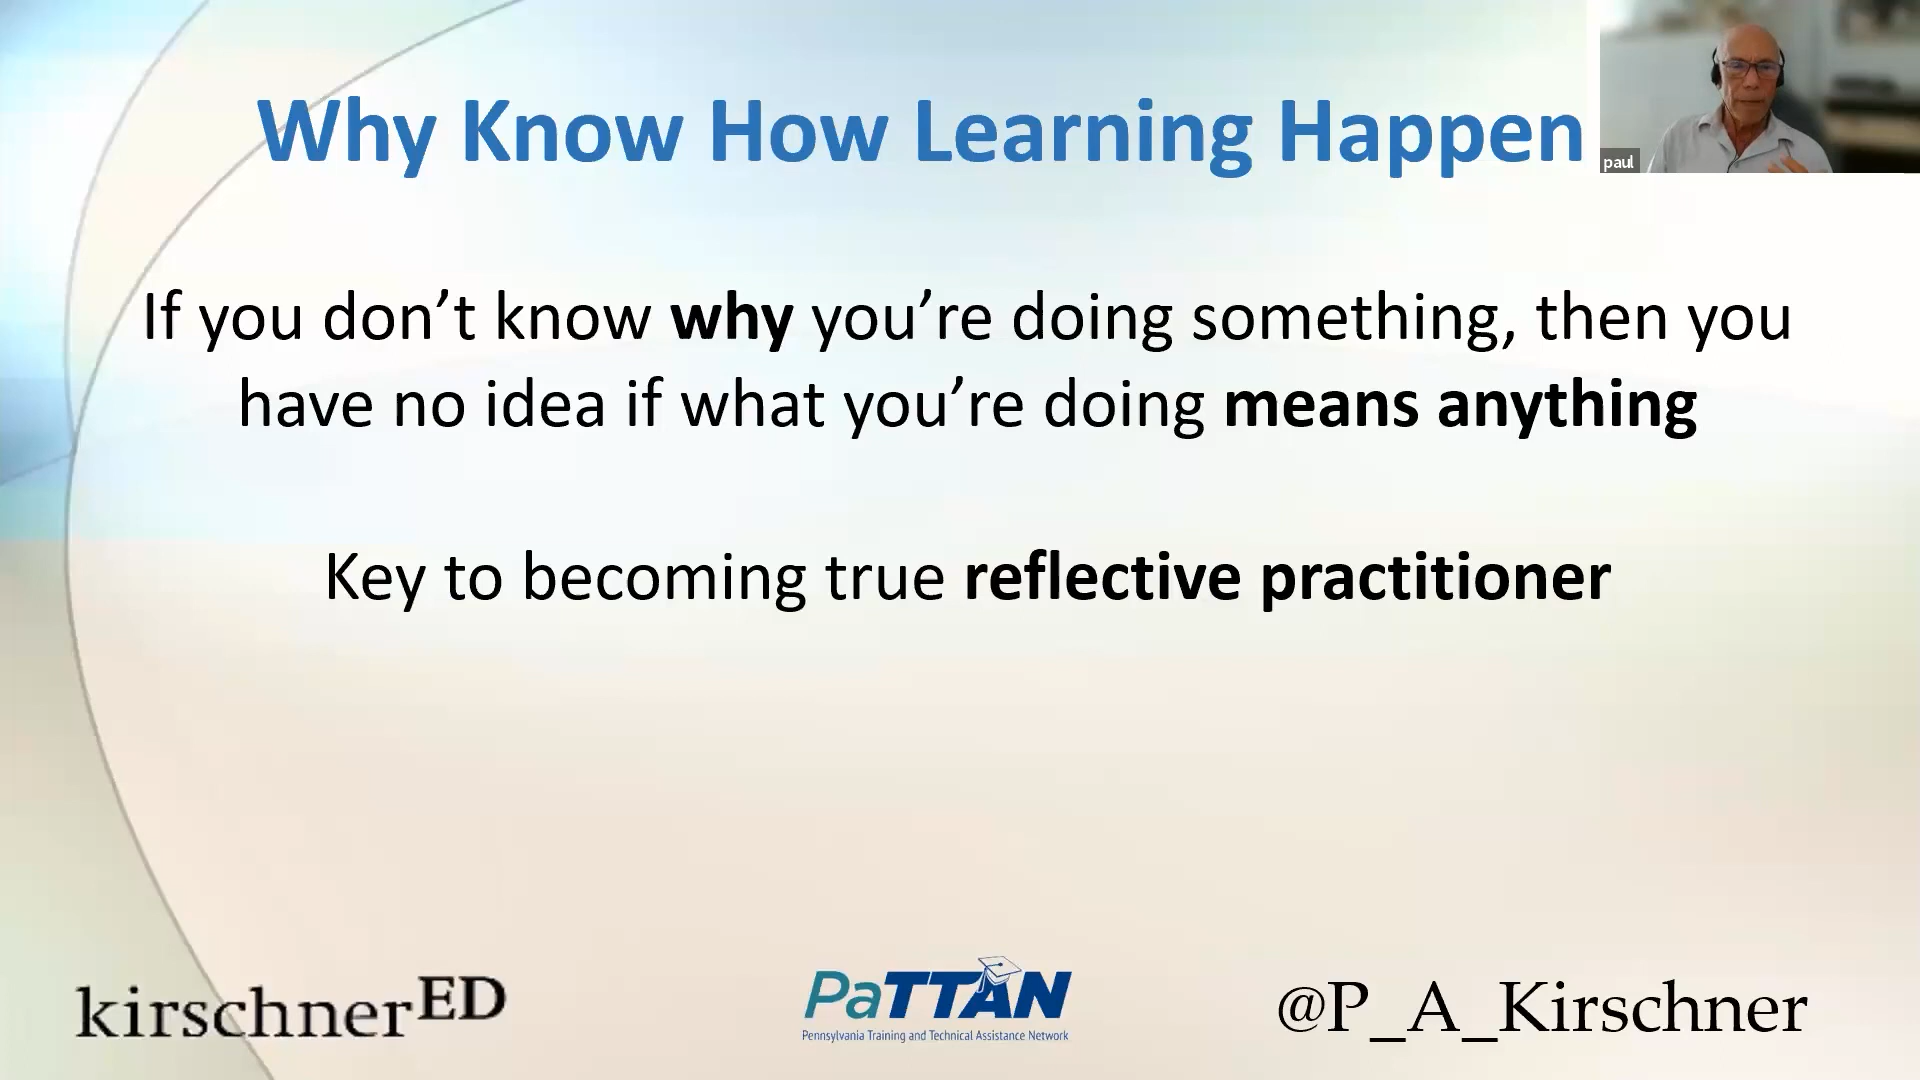 Why Know How Learning Happen
paul
If you don’t know why you’re doing something, then you
have no idea if what you’re doing means anything
Key to becoming true reflective practitioner
kirschnerED
PaTTAN
Pennsylvania Training and Technical Assistance Network
@P_A_Kirschner